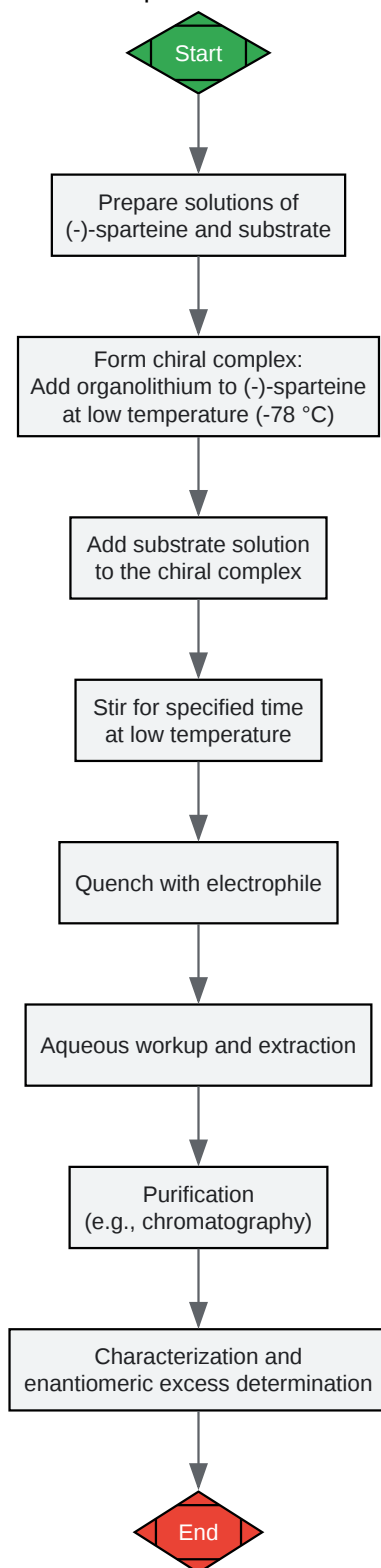 Start
Prepare solutions of
(-)-sparteine and substrate
Form chiral complex:
Add organolithium to (-)-sparteine
at low temperature (-78 °C)
Add substrate solution
to the chiral complex
Stir for specified time
at low temperature
Quench with electrophile
Aqueous workup and extraction
Purification
(e.g., chromatography)
Characterization and
enantiomeric excess determination
End